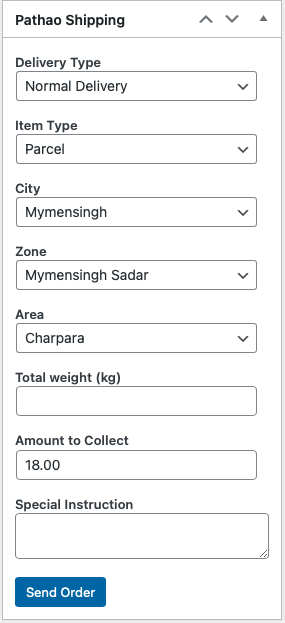 Pathao Shipping
Delivery Type
Normal Delivery
Item Type
Parcel
City
Mymensingh
Zone
Mymensingh Sadar
Area
Charpara
Total weight (kg)
Amount to Collect
18.00
Special Instruction
Send Order